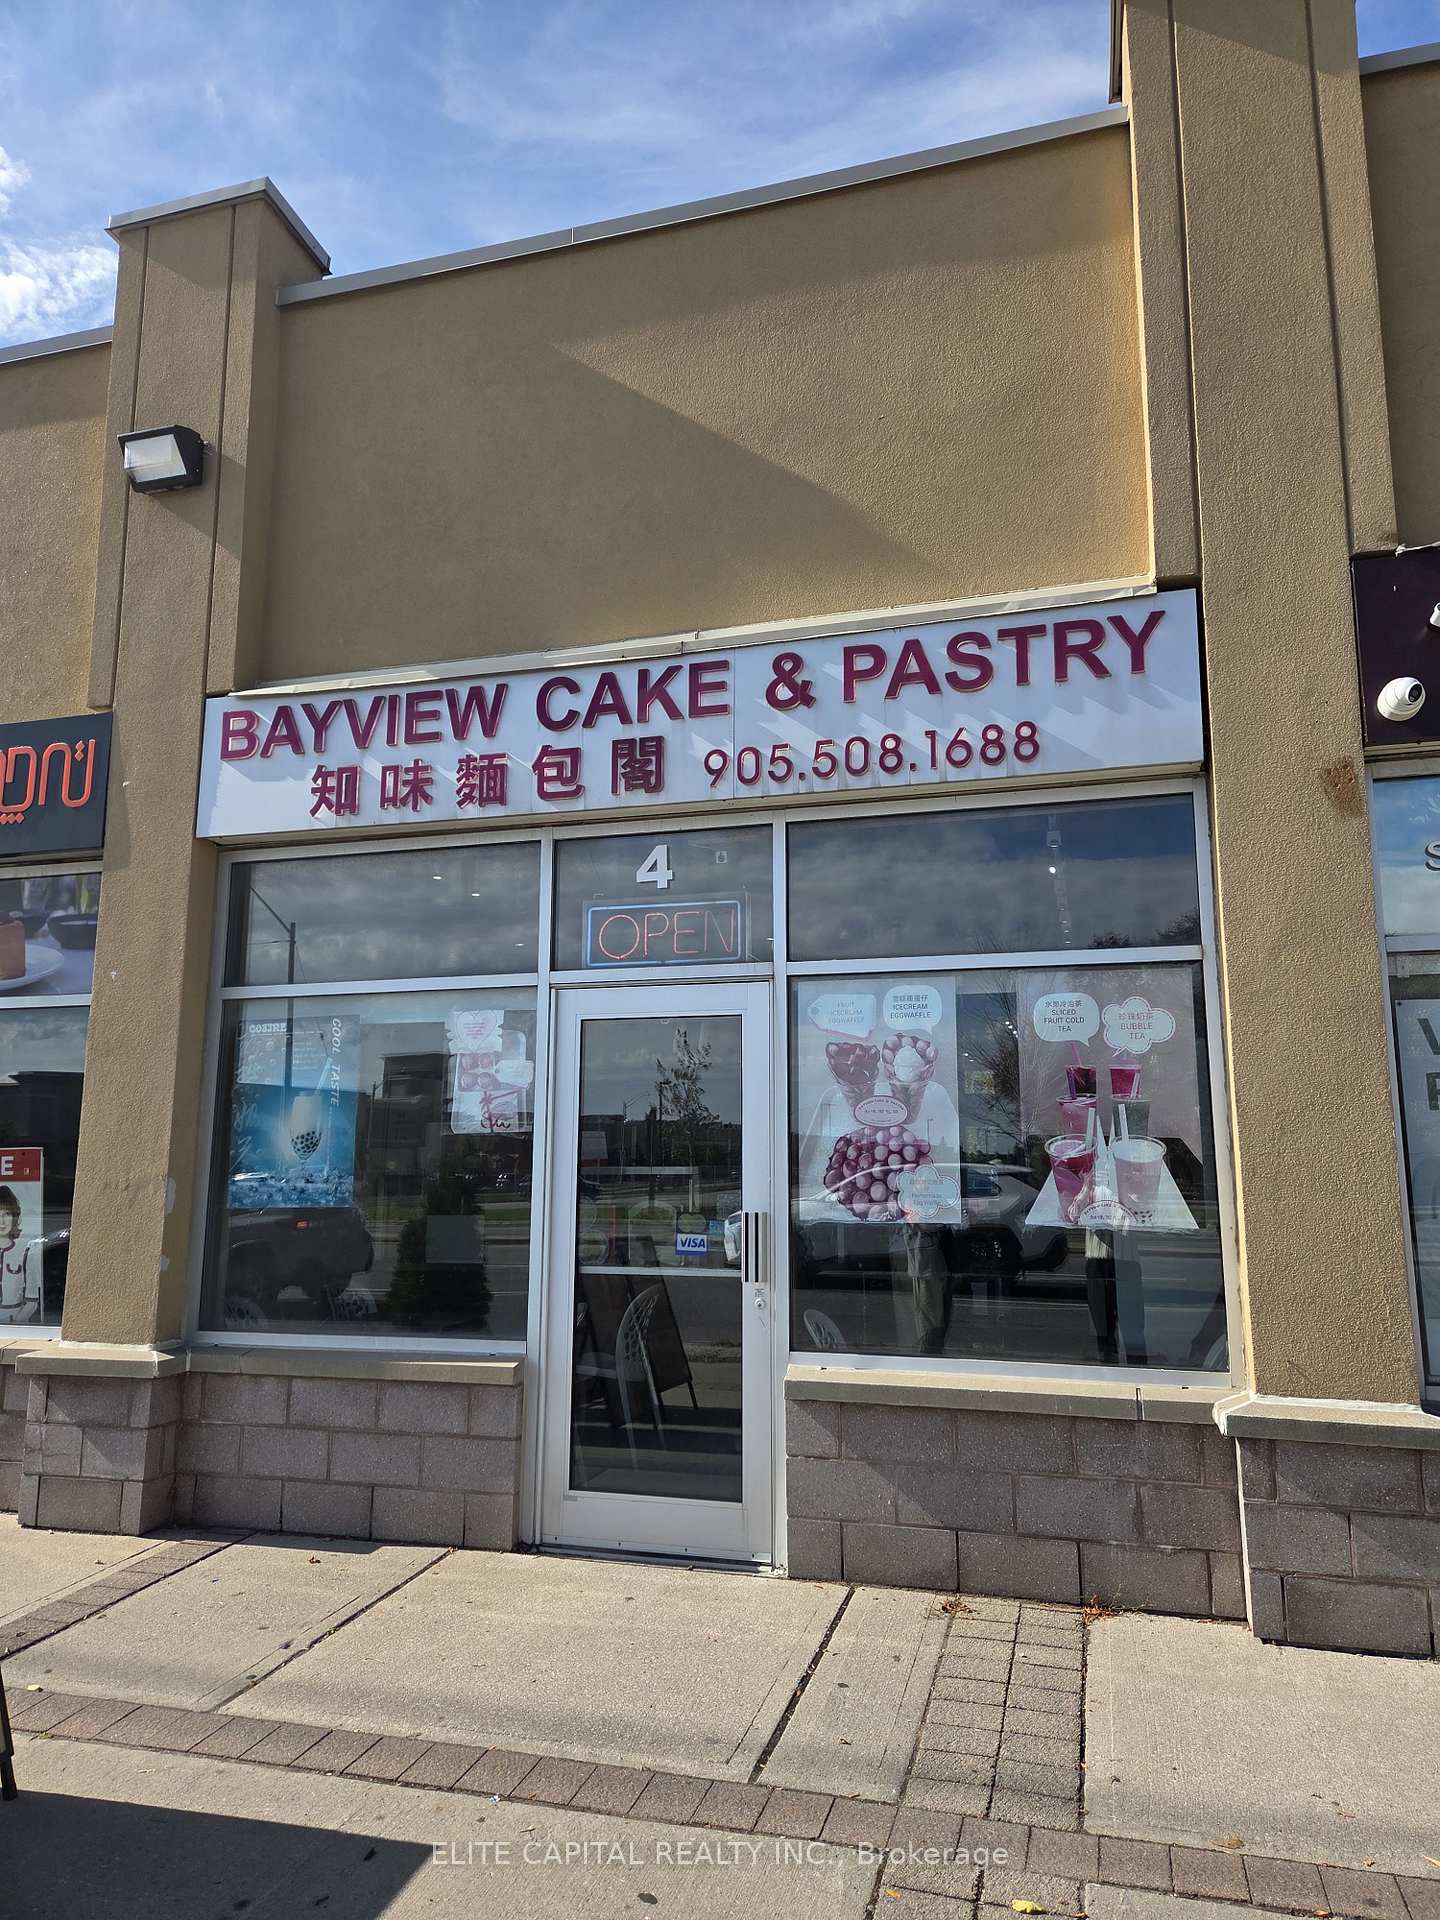 BAYVIEW CAKE & PASTRY
知味麵包閣 905.508.1688
4
OPEN
COOL TASTE
FRUIT
ICECREAM
EGGWAFFLE
雪糕雞蛋仔
ICECREAM
EGGWAFFLE
水果冷泡茶
SLICED
FRUIT COLD
TEA
珍珠奶茶
BUBBLE
TEA
VISA
E
ELITE CAPITAL REALTY INC., Brokerage